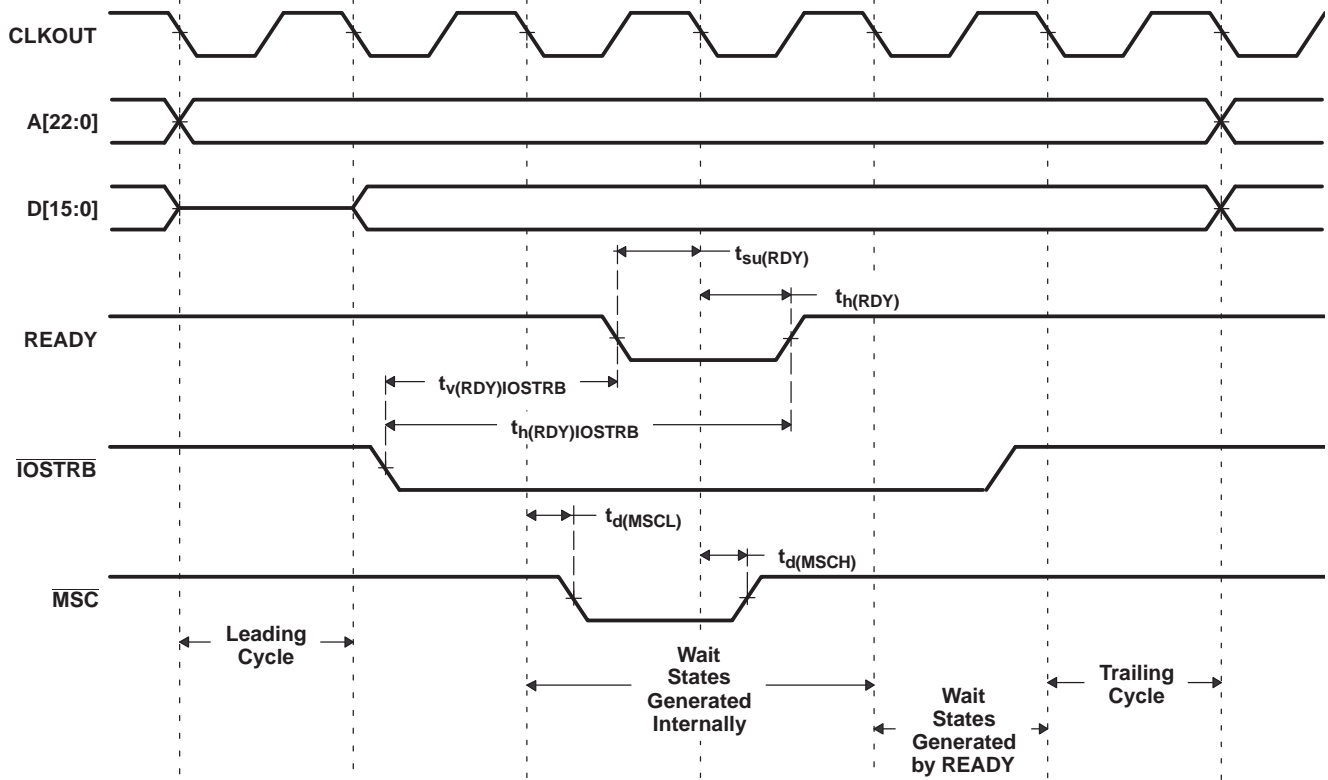 CLKOUT
A[22:0]
D[15:0]
tsu(RDY)
th(RDY)
READY
tv(RDY)IOSTRB
th(RDY)IOSTRB
IOSTRB
td(MSCL)
td(MSCH)
MSC
Leading
Cycle
Wait
States
Generated
Internally
Wait
States
Generated
by READY
Trailing
Cycle